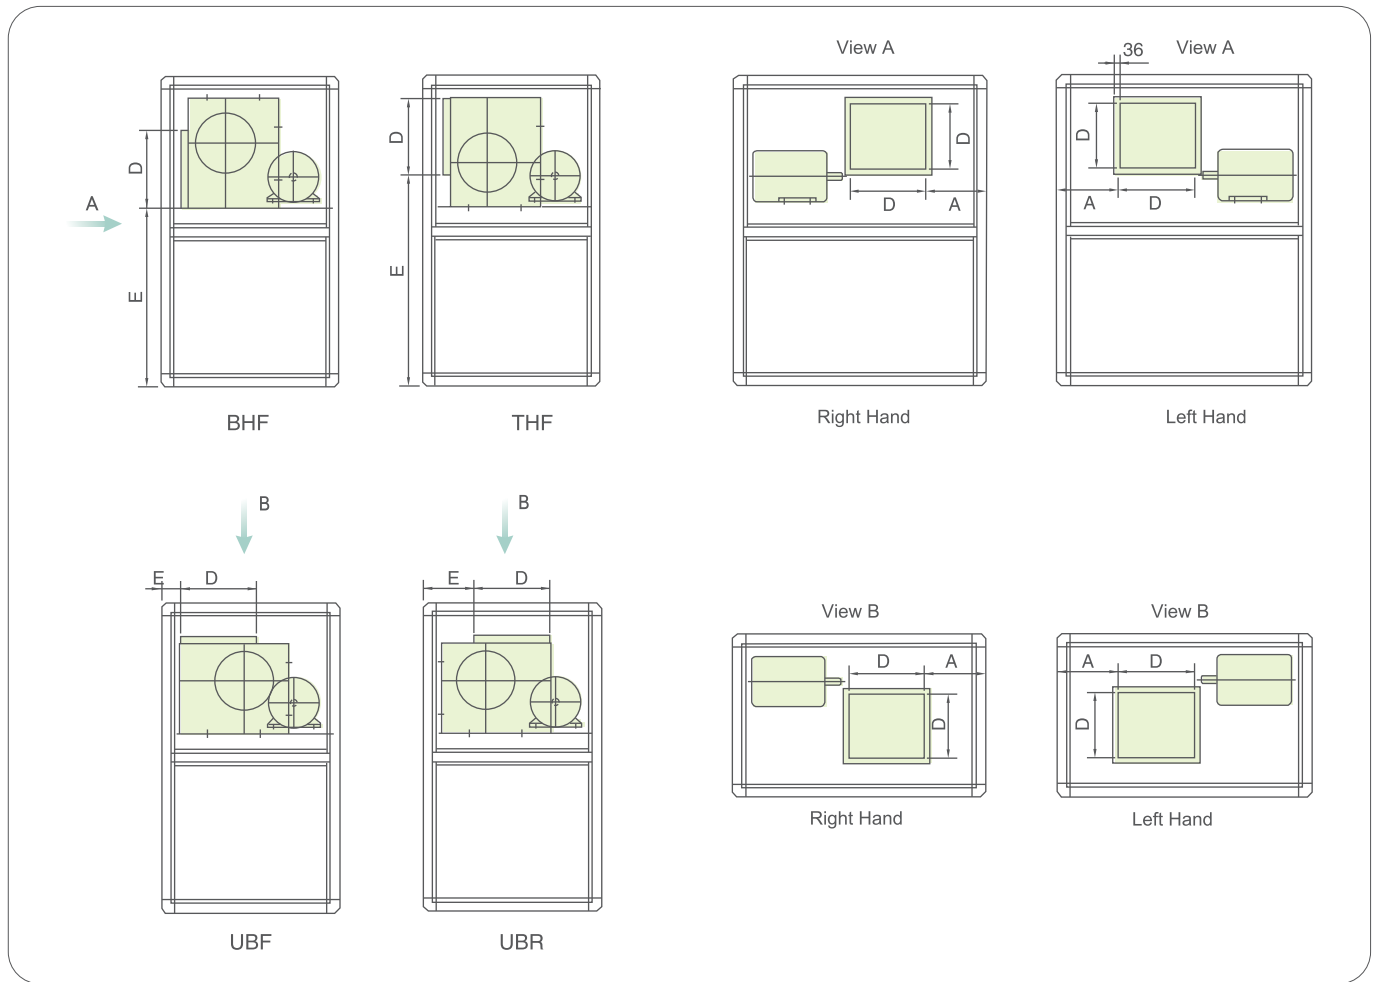 View A
36 View A
D D D D
A
E E
D A
A D
BHF THF Right Hand Left Hand
B B
E D
E D
View B View B
D A
A D
D D
Right Hand Left Hand
UBF UBR